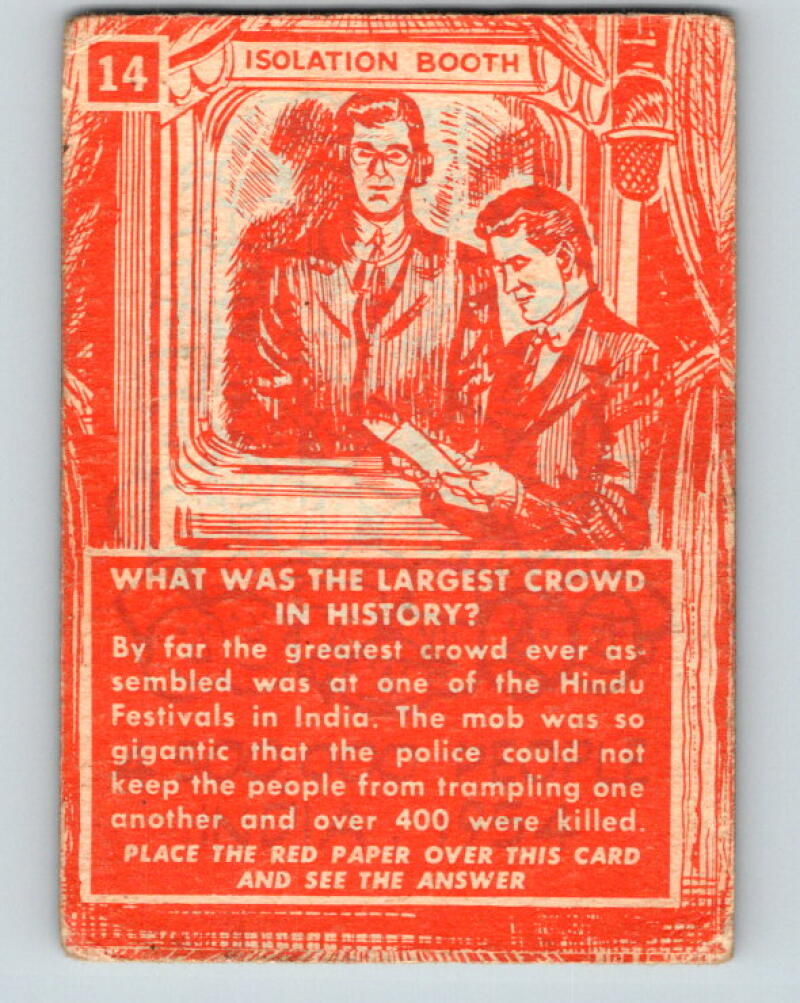 14
ISOLATION BOOTH
WHAT WAS THE LARGEST CROWD
IN HISTORY?
By far the greatest crowd ever as-
sembled was at one of the Hindu
Festivals in India. The mob was so
gigantic that the police could not
keep the people from trampling one
another and over 400 were killed.
PLACE THE RED PAPER OVER THIS CARD
AND SEE THE ANSWER